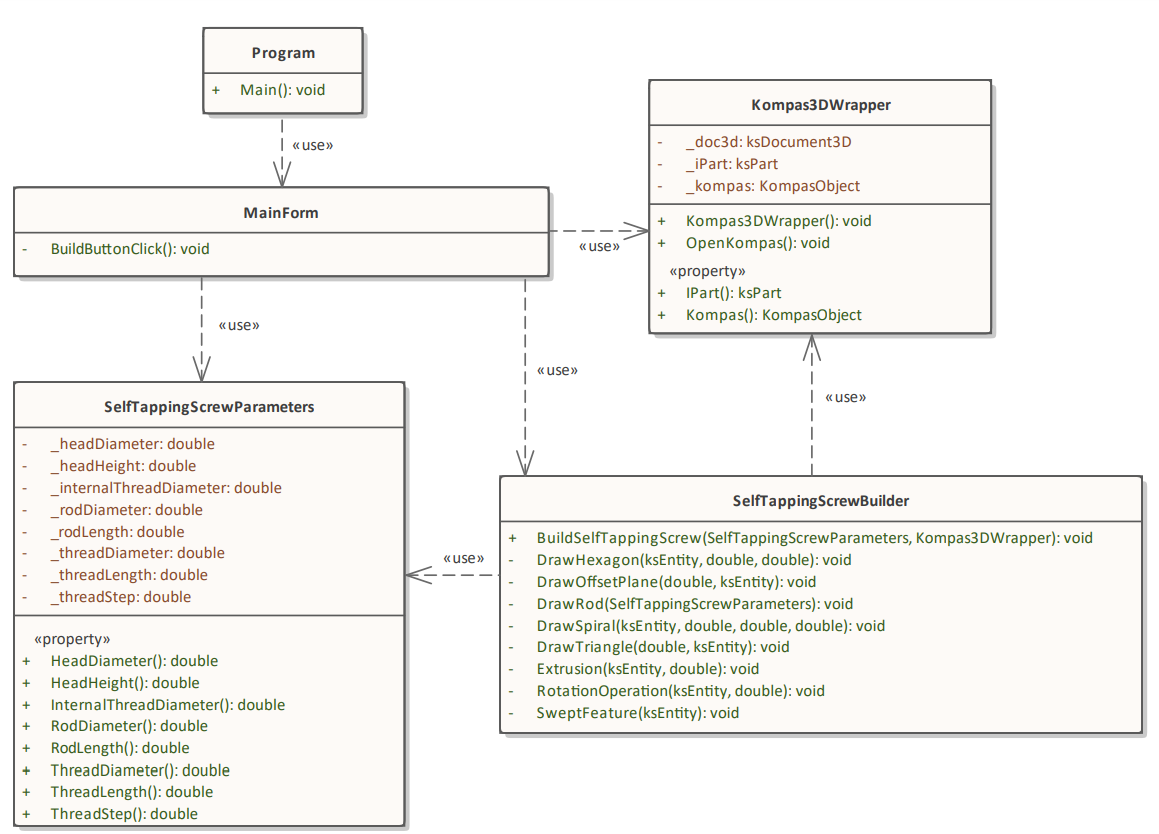 Program
+ Main(): void
«use»
MainForm
- BuildButtonClick(): void
«use»
Kompas3DWrapper
- _doc3d: ksDocument3D
- _iPart: ksPart
- _kompas: KompasObject
+ Kompas3DWrapper(): void
+ OpenKompas(): void
«property»
+ IPart(): ksPart
+ Kompas(): KompasObject
«use»
«use»
«use»
SelfTappingScrewParameters
- _headDiameter: double
- _headHeight: double
- _internalThreadDiameter: double
- _rodDiameter: double
- _rodLength: double
- _threadDiameter: double
- _threadLength: double
- _threadStep: double
«property»
+ HeadDiameter(): double
+ HeadHeight(): double
+ InternalThreadDiameter(): double
+ RodDiameter(): double
+ RodLength(): double
+ ThreadDiameter(): double
+ ThreadLength(): double
+ ThreadStep(): double
«use»
SelfTappingScrewBuilder
+ BuildSelfTappingScrew(SelfTappingScrewParameters, Kompas3DWrapper): void
- DrawHexagon(ksEntity, double, double): void
- DrawOffsetPlane(double, ksEntity): void
- DrawRod(SelfTappingScrewParameters): void
- DrawSpiral(ksEntity, double, double, double): void
- DrawTriangle(double, ksEntity): void
- Extrusion(ksEntity, double): void
- RotationOperation(ksEntity, double): void
- SweptFeature(ksEntity): void